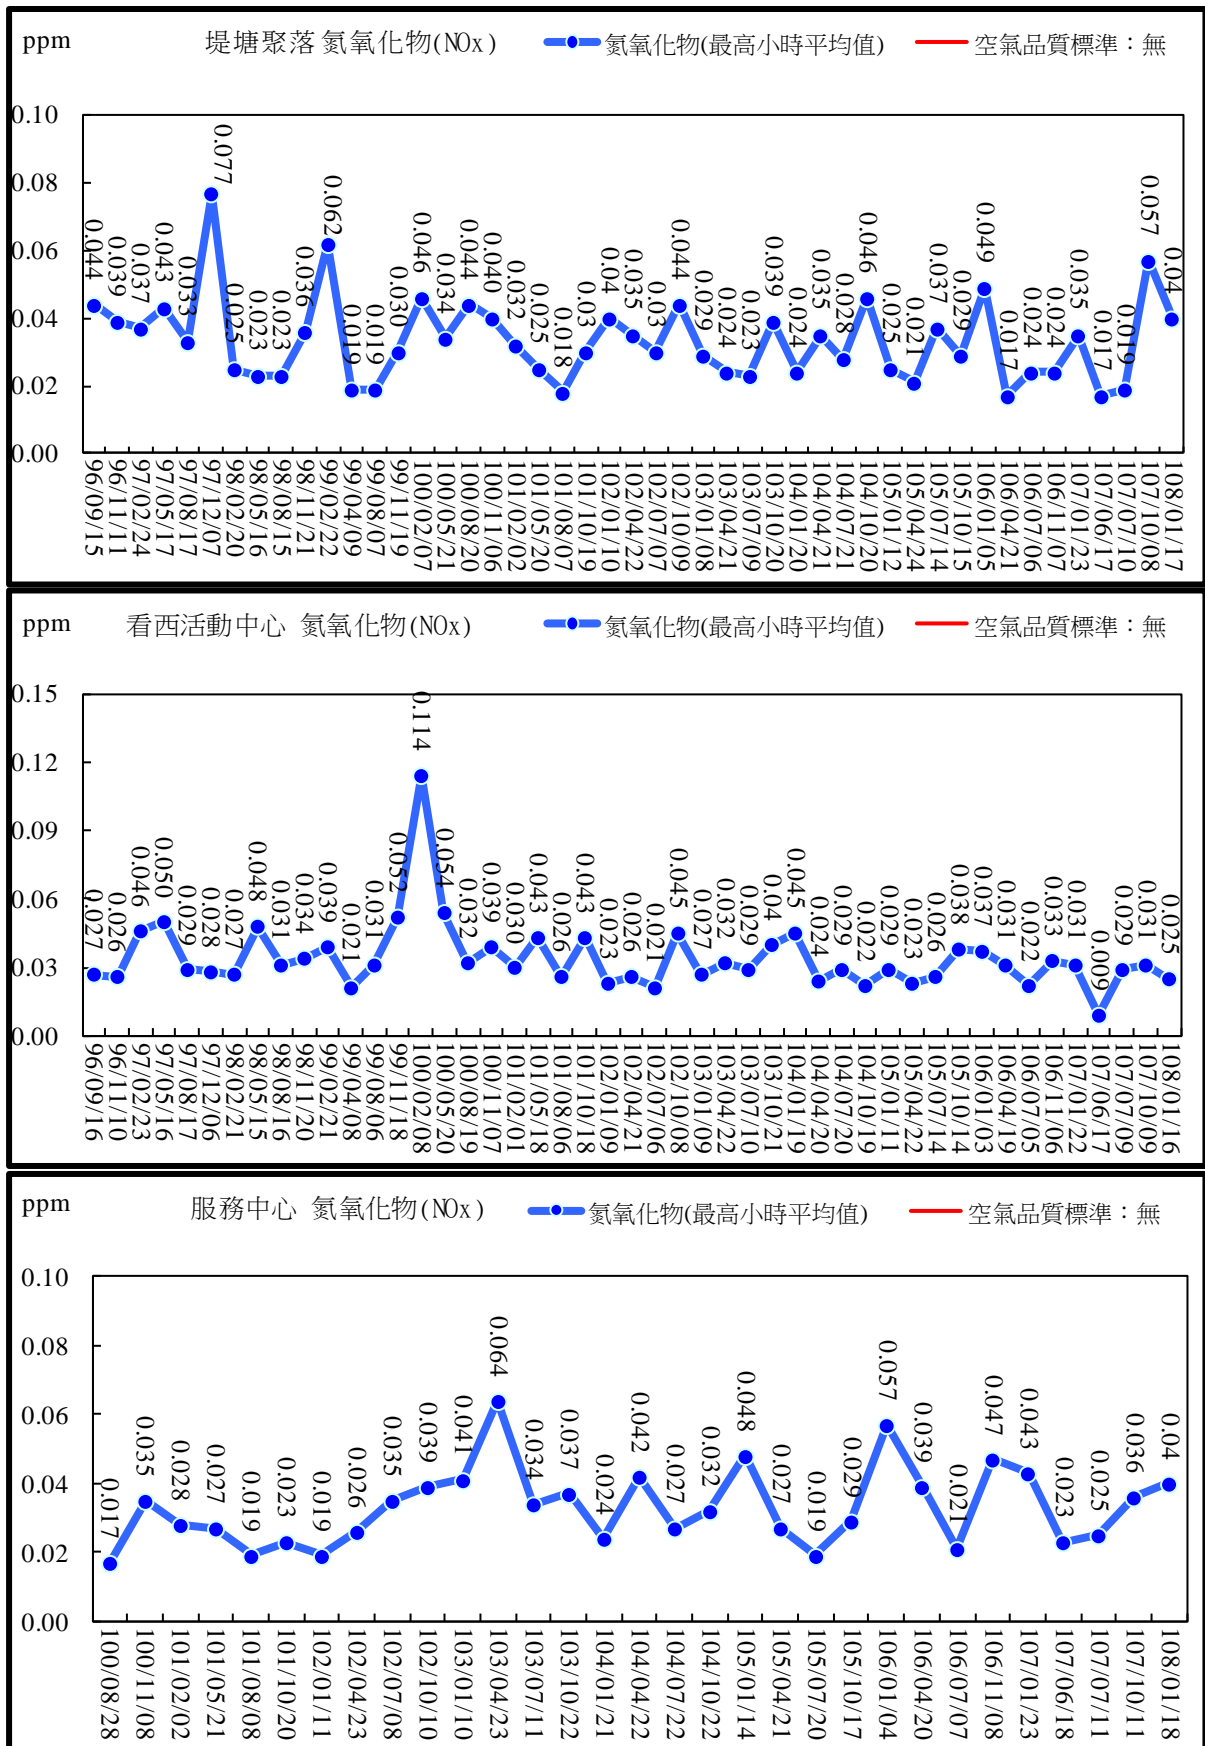 ppm 堤塘聚落 氮氧化物(NOx) 氮氧化物(最高小時平均值) 空氣品質標準：無
0.10
0.08
0.06
0.04
0.02
0.00
0.044 0.039 0.037 0.043 0.033 0.077 0.025 0.023 0.023 0.036 0.062 0.019 0.019 0.030 0.046 0.034 0.044 0.040 0.032 0.025 0.018 0.03 0.04 0.035 0.03 0.044 0.029 0.024 0.023 0.039 0.024 0.035 0.028 0.046 0.025 0.021 0.037 0.029 0.049 0.017 0.024 0.024 0.035 0.017 0.019 0.057 0.04
96/09/15 96/11/11 97/02/24 97/05/17 97/08/17 97/12/07 98/02/20 98/05/16 98/08/15 98/11/21 99/02/22 99/04/09 99/08/07 99/11/19 100/02/07 100/05/21 100/08/20 100/11/06 101/02/02 101/05/20 101/08/07 101/10/19 102/01/10 102/04/22 102/07/07 102/10/09 103/01/08 103/04/21 103/07/09 103/10/20 104/01/20 104/04/21 104/07/21 104/10/20 105/01/12 105/04/24 105/07/14 105/10/15 106/01/05 106/04/21 106/07/06 106/11/07 107/01/23 107/06/17 107/07/10 107/10/08 108/01/17
ppm 看西活動中心 氮氧化物(NOx) 氮氧化物(最高小時平均值) 空氣品質標準：無
0.15
0.12
0.09
0.06
0.03
0.00
0.027 0.026 0.046 0.050 0.029 0.028 0.027 0.048 0.031 0.034 0.039 0.021 0.031 0.052 0.114 0.054 0.032 0.039 0.030 0.043 0.026 0.043 0.023 0.026 0.021 0.045 0.027 0.032 0.029 0.04 0.045 0.024 0.029 0.022 0.029 0.023 0.026 0.038 0.037 0.031 0.022 0.033 0.031 0.009 0.029 0.031 0.025
96/09/16 96/11/10 97/02/23 97/05/16 97/08/17 97/12/06 98/02/21 98/05/15 98/08/16 98/11/20 99/02/21 99/04/08 99/08/06 99/11/18 100/02/08 100/05/20 100/08/19 100/11/07 101/02/01 101/05/18 101/08/06 101/10/18 102/01/09 102/04/21 102/07/06 102/10/08 103/01/09 103/04/22 103/07/10 103/10/21 104/01/19 104/04/20 104/07/20 104/10/19 105/01/11 105/04/22 105/07/14 105/10/14 106/01/03 106/04/19 106/07/05 106/11/06 107/01/22 107/06/17 107/07/09 107/10/09 108/01/16
ppm 服務中心 氮氧化物(NOx) 氮氧化物(最高小時平均值) 空氣品質標準：無
0.10
0.08
0.06
0.04
0.02
0.00
0.017 0.035 0.028 0.027 0.019 0.023 0.019 0.026 0.035 0.039 0.041 0.064 0.034 0.037 0.024 0.042 0.027 0.032 0.048 0.027 0.019 0.029 0.057 0.039 0.021 0.047 0.043 0.023 0.025 0.036 0.04
100/08/28 100/11/08 101/02/02 101/05/21 101/08/08 101/10/20 102/01/11 102/04/23 102/07/08 102/10/10 103/01/10 103/04/23 103/07/11 103/10/22 104/01/21 104/04/22 104/07/22 104/10/22 105/01/14 105/04/21 105/07/20 105/10/17 106/01/04 106/04/20 106/07/07 106/11/08 107/01/23 107/06/18 107/07/11 107/10/11 108/01/18